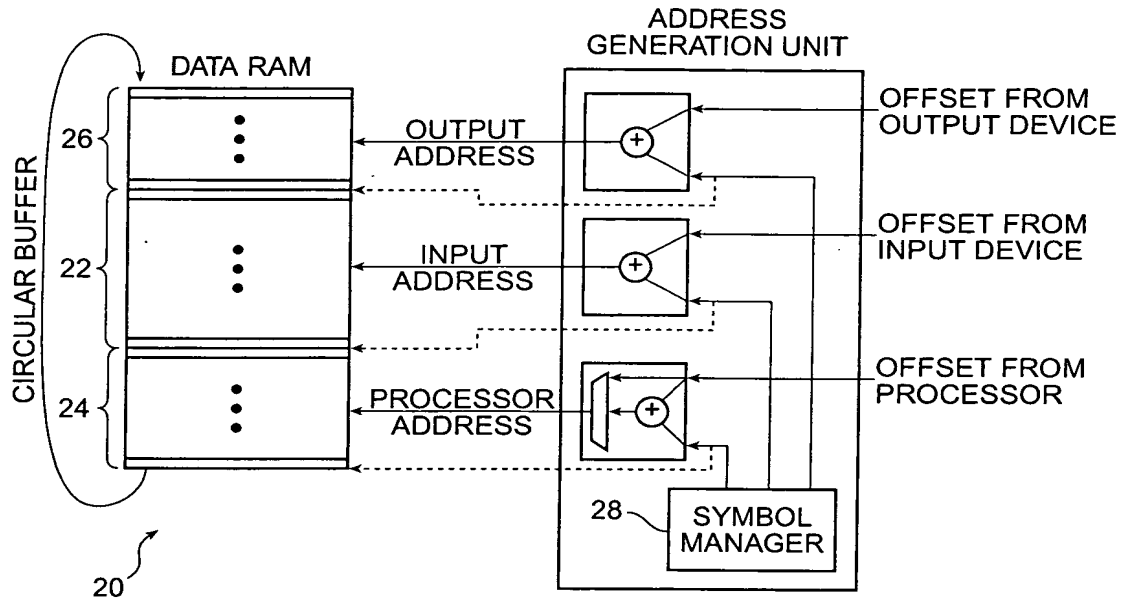 ADDRESS
GENERATION UNIT
DATA RAM
OFFSET FROM
OUTPUT DEVICE
26
OUTPUT
ADDRESS
+
OFFSET FROM
INPUT DEVICE
CIRCULAR BUFFER
22
INPUT
ADDRESS
+
OFFSET FROM
PROCESSOR
24
PROCESSOR
ADDRESS
+
28
SYMBOL
MANAGER
20